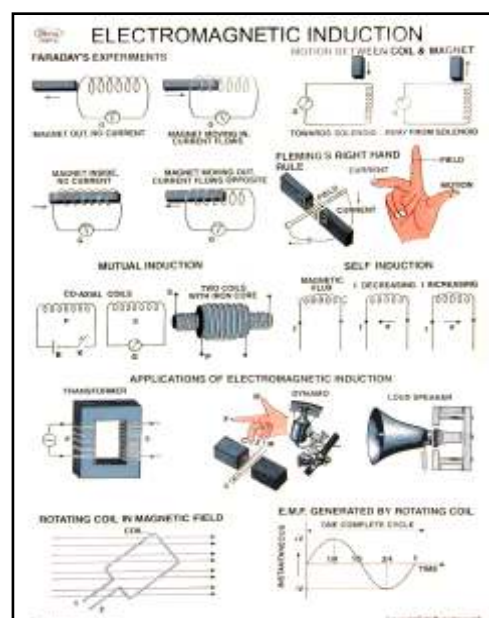 ELECTROMAGNETIC INDUCTION
FARADAY'S EXPERIMENTS
MAGNET OUT, NO CURRENT
MAGNET MOVING IN,
CURRENT FLOWS
MAGNET INSIDE,
NO CURRENT
MAGNET MOVING OUT,
CURRENT FLOWS OPPOSITE
MOTION BETWEEN COIL & MAGNET
TOWARDS SOLENOID
AWAY FROM SOLENOID
FLEMING'S RIGHT HAND
RULE
FIELD
CURRENT
CURRENT
FIELD
MOTION
MUTUAL INDUCTION
CO-AXIAL COILS
TWO COILS
WITH IRON CORE
SELF INDUCTION
MAGNETIC
FLUX
I DECREASING
I INCREASING
APPLICATIONS OF ELECTROMAGNETIC INDUCTION
TRANSFORMER
DYNAMO
LOUD SPEAKER
ROTATING COIL IN MAGNETIC FIELD
COIL
E.M.F. GENERATED BY ROTATING COIL
ONE COMPLETE CYCLE
INSTANTANEOUS
TIME